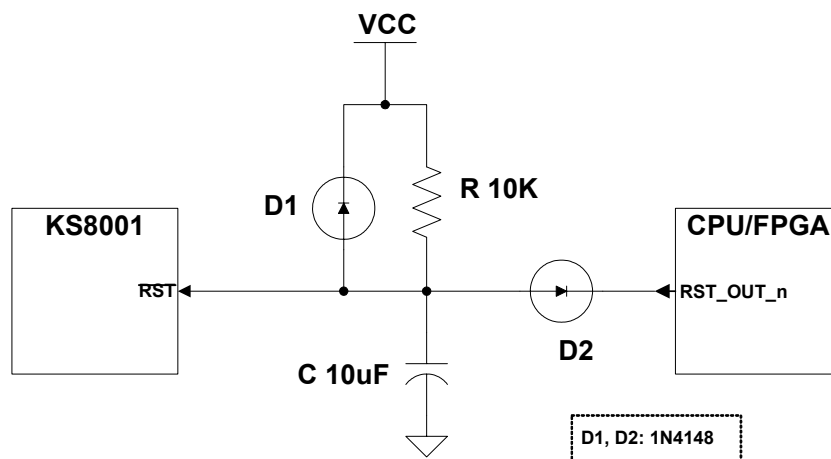 VCC
R 10K
D1
KS8001
CPU/FPGA
RST
RST_OUT_n
D2
C 10uF
D1, D2: 1N4148